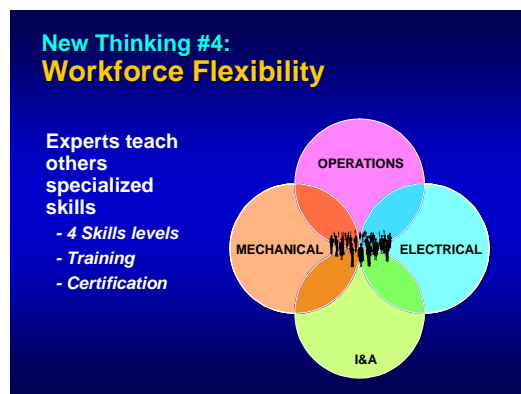 New Thinking #4:
Workforce Flexibility
Experts teach
others
specialized
skills
- 4 Skills levels
- Training
- Certification
OPERATIONS
MECHANICAL
ELECTRICAL
I&A